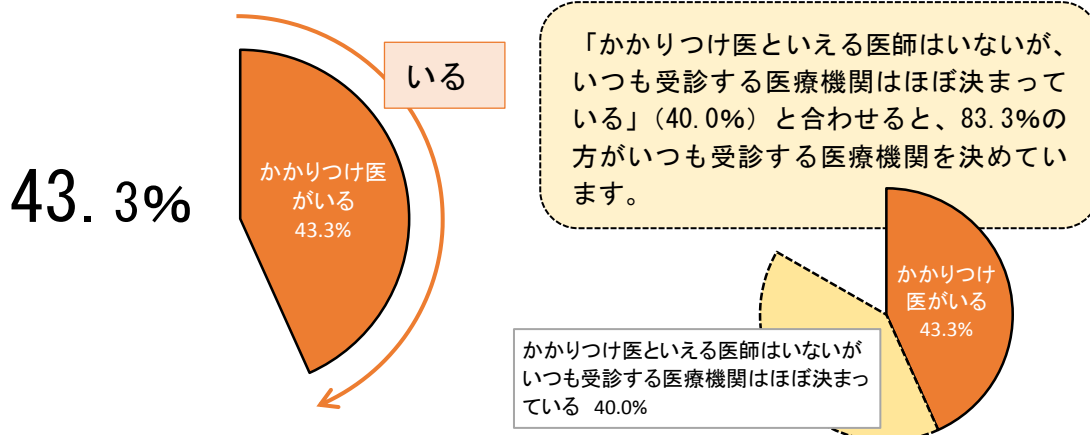 43.3%
いる
かかりつけ医
がいる
43.3%
「かかりつけ医といえる医師はいないが、
いつも受診する医療機関はほぼ決まって
いる」(40.0%)と合わせると、83.3%の
方がいつも受診する医療機関を決めてい
ます。
かかりつけ
医がいる
43.3%
かかりつけ医といえる医師はいないが
いつも受診する医療機関はほぼ決まっ
ている 40.0%